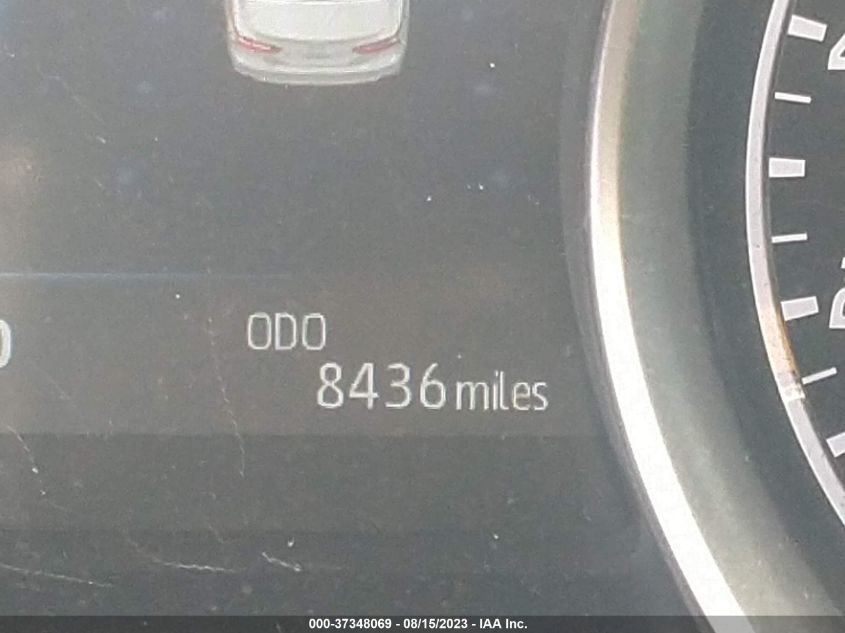 ODO
8436 miles
000-37348069 - 08/15/2023 - IAA Inc.